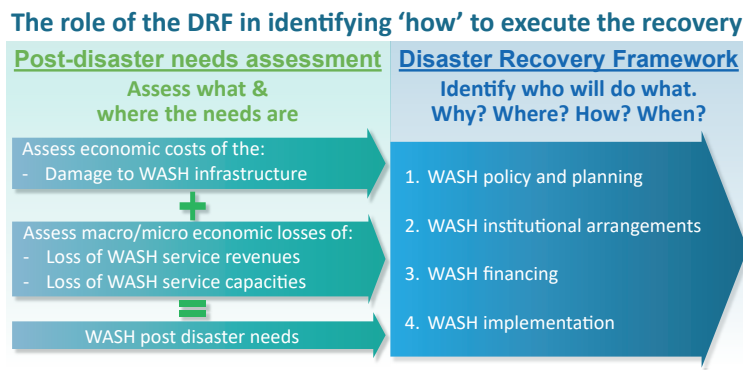 The role of the DRF in identifying ‘how’ to execute the recovery
Post-disaster needs assessment
Assess what &
where the needs are
Assess economic costs of the:
- Damage to WASH infrastructure
+
Assess macro/micro economic losses of:
- Loss of WASH service revenues
- Loss of WASH service capacities
=
WASH post disaster needs
Disaster Recovery Framework
Identify who will do what.
Why? Where? How? When?
1. WASH policy and planning
2. WASH institutional arrangements
3. WASH financing
4. WASH implementation